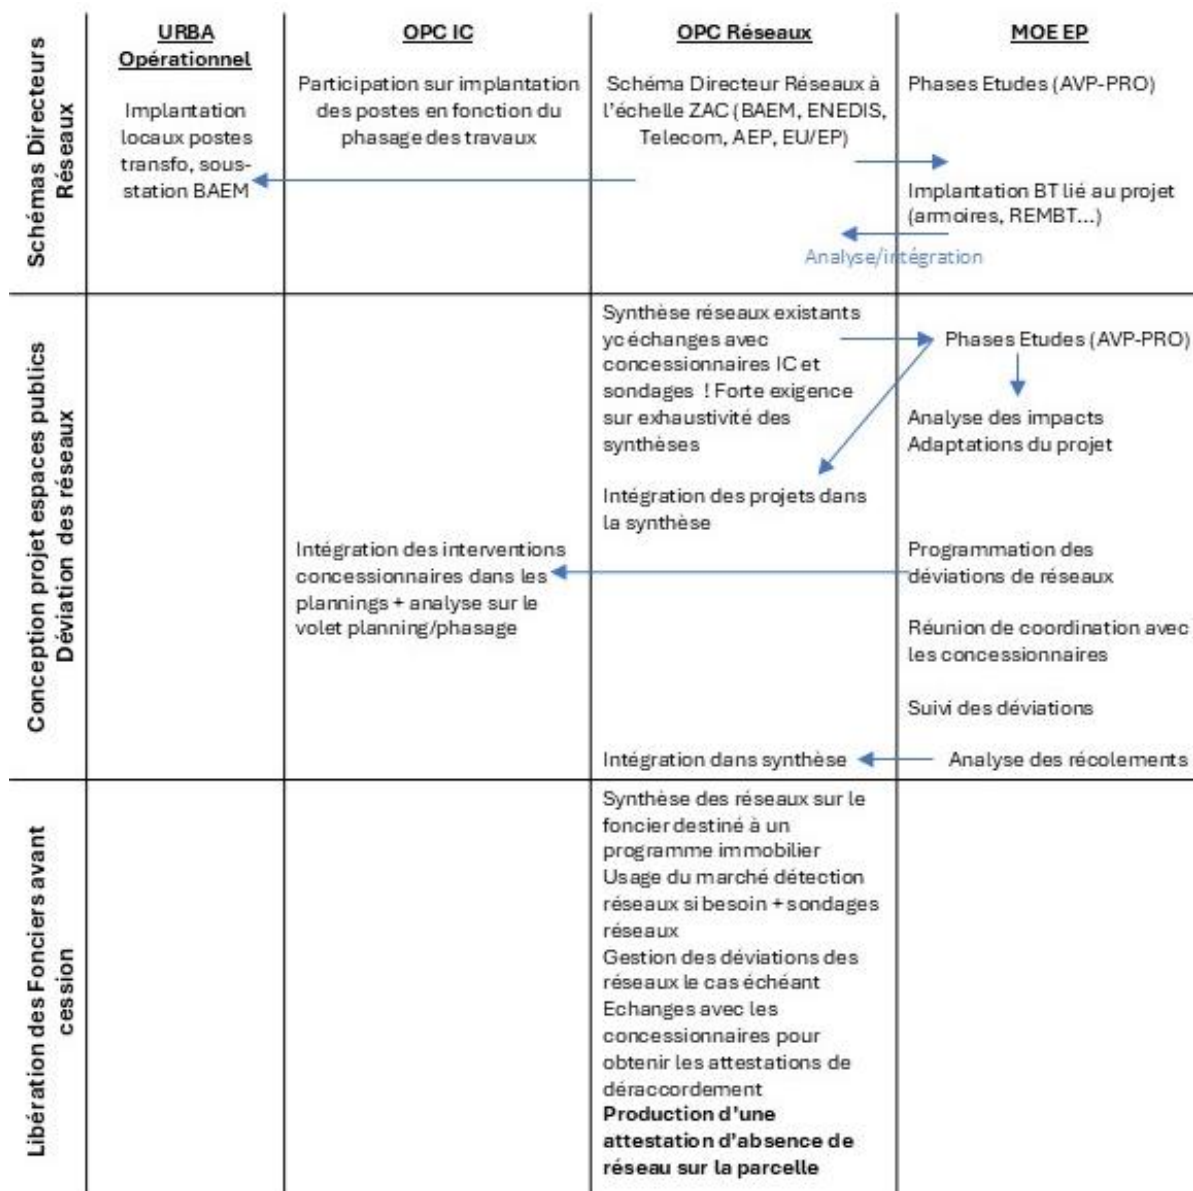 Schémas Directeurs
Réseaux
URBA
Opérationnel
Implantation
locaux postes
transfo, sous-
station BAEM
OPC IC
Participation sur implantation
des postes en fonction du
phasage des travaux
OPC Réseaux
Schéma Directeur Réseaux à
l'échelle ZAC (BAEM, ENEDIS,
Telecom, AEP, EU/EP)
MOE EP
Phases Etudes (AVP-PRO)
Implantation BT lié au projet
(armoires, REMBT...)
Analyse/intégration
Conception projet espaces publics
Déviation des réseaux
Intégration des interventions
concessionnaires dans les
plannings + analyse sur le
volet planning/phasage
Synthèse réseaux existants
yc échanges avec
concessionnaires IC et
sondages ! Forte exigence
sur exhaustivité des
synthèses
Intégration des projets dans
la synthèse
Intégration dans synthèse
Phases Etudes (AVP-PRO)
Analyse des impacts
Adaptations du projet
Programmation des
déviations de réseaux
Réunion de coordination avec
les concessionnaires
Suivi des déviations
Analyse des récolements
Libération des Fonciers avant
cession
Synthèse des réseaux sur le
foncier destiné à un
programme immobilier
Usage du marché détection
réseaux si besoin + sondages
réseaux
Gestion des déviations des
réseaux le cas échéant
Echanges avec les
concessionnaires pour
obtenir les attestations de
déraccordement
Production d'une
attestation d'absence de
réseau sur la parcelle